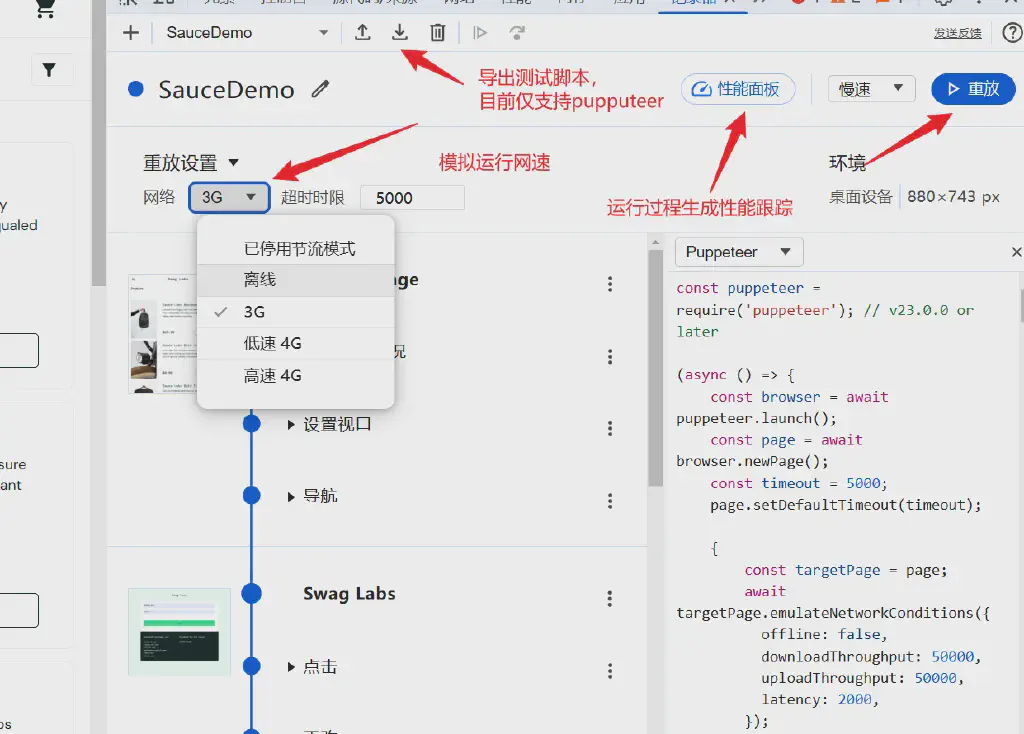 SauceDemo
发送反馈
SauceDemo
导出测试脚本，
目前仅支持pupputeer
性能面板
慢速
重放
重放设置
模拟运行网速
环境
网络
3G
超时时限
5000
运行过程生成性能跟踪
桌面设备
880×743 px
y
qualed
已停用节流模式
离线
3G
低速 4G
高速 4G
ge
况
设置视口
导航
sure
ant
Swag Labs
点击
os
Puppeteer
const puppeteer =
require('puppeteer'); // v23.0.0 or
later
(async () => {
const browser = await
puppeteer.launch();
const page = await
browser.newPage();
const timeout = 5000;
page.setDefaultTimeout(timeout);
{
const targetPage = page;
await
targetPage.emulateNetworkConditions({
offline: false,
downloadThroughput: 50000,
uploadThroughput: 50000,
latency: 2000,
});